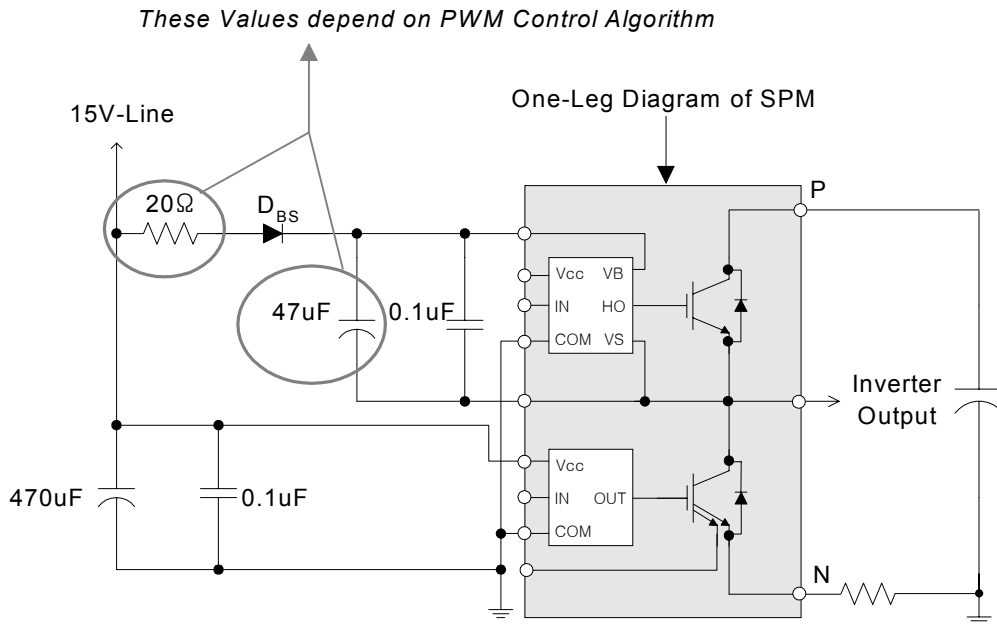 These Values depend on PWM Control Algorithm
One-Leg Diagram of SPM
15V-Line
P
20Ω
DBS
Vcc
VB
47uF
0.1uF
IN
HO
COM
VS
Inverter
Output
Vcc
470uF
0.1uF
IN
OUT
COM
N